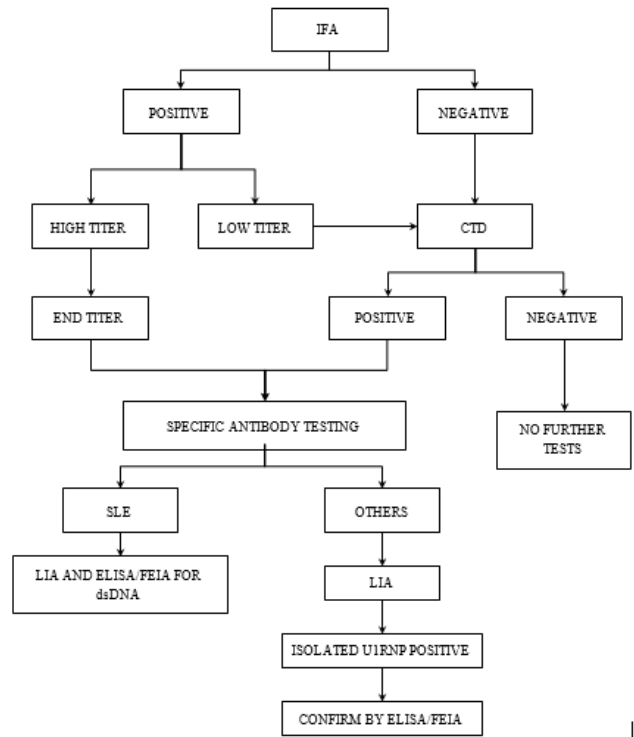 IFA
POSITIVE
NEGATIVE
HIGH TITER
LOW TITER
CTD
END TITER
POSITIVE
NEGATIVE
SPECIFIC ANTIBODY TESTING
NO FURTHER
TESTS
SLE
OTHERS
LIA AND ELISA/FEIA FOR
dsDNA
LIA
ISOLATED U1RNP POSITIVE
CONFIRM BY ELISA/FEIA